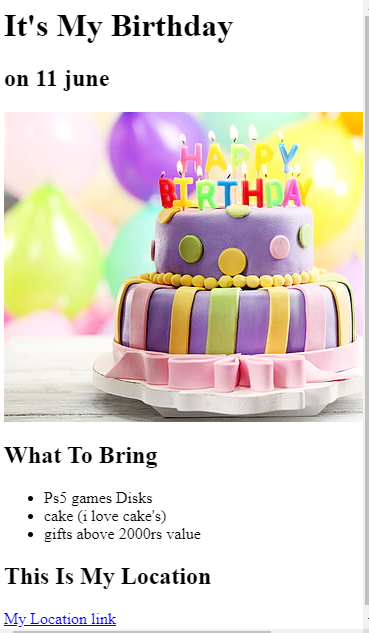 It's My Birthday
on 11 june
HAPPY
BIRTHDAY
What To Bring
Ps5 games Disks
cake (i love cake's)
gifts above 2000rs value
This Is My Location
My Location link